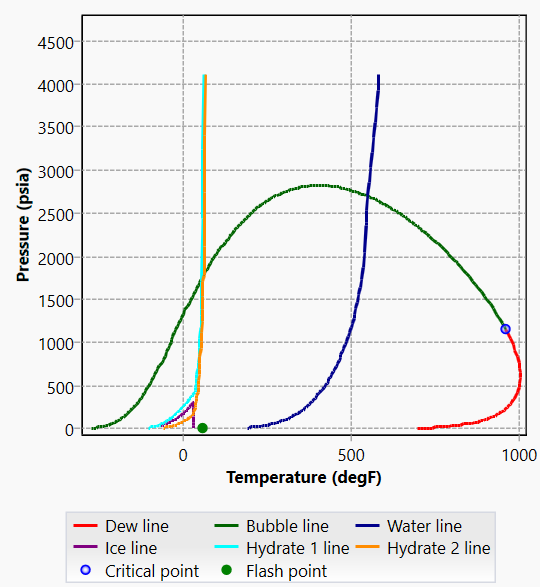 4500
4000
3500
3000
2500
2000
1500
1000
500
0
Pressure (psia)
0 500 1000
Temperature (degF)
Dew line Bubble line Water line
Ice line Hydrate 1 line Hydrate 2 line
Critical point Flash point